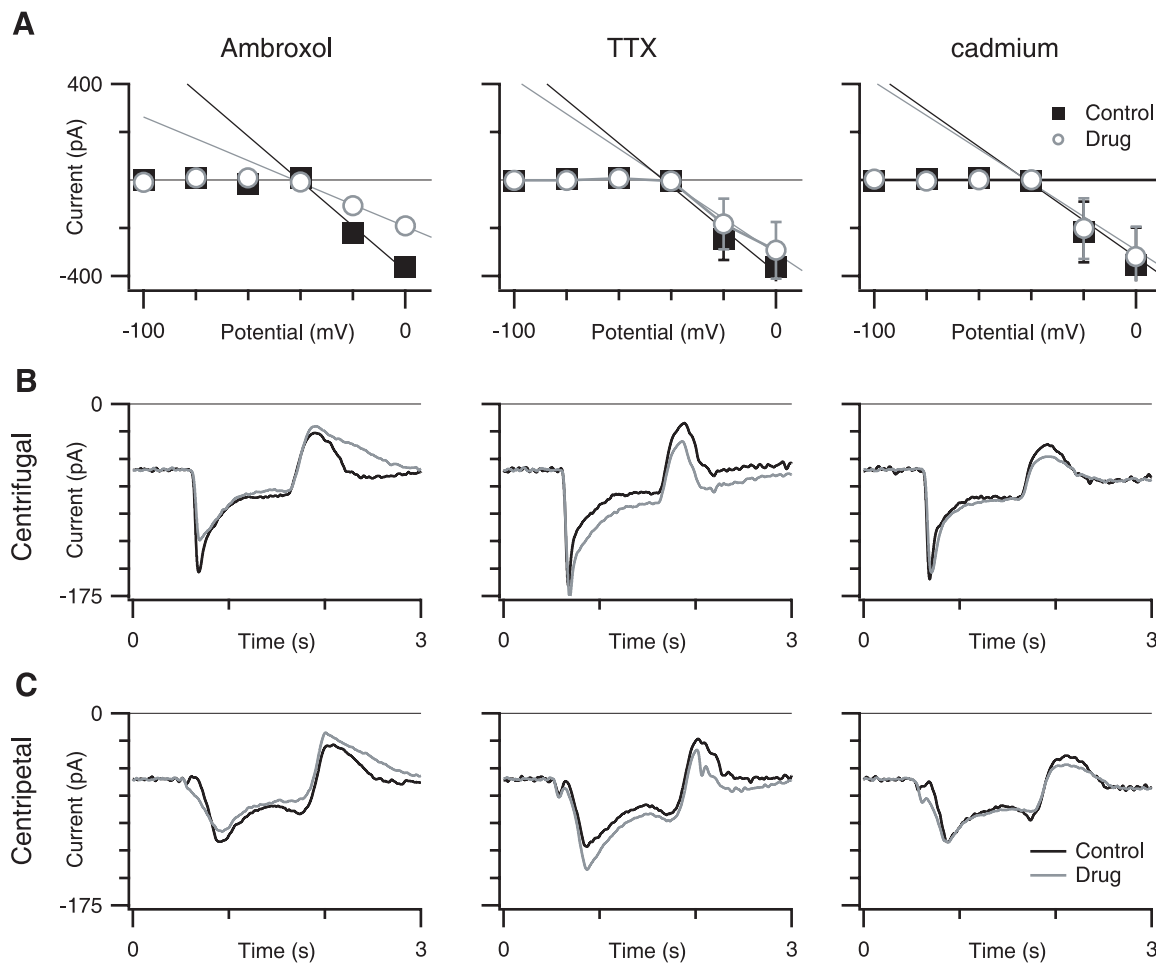 A
Ambroxol
TTX
cadmium
400
Current (pA)
-400
Control
Drug
-100
Potential (mV)
0
-100
Potential (mV)
0
-100
Potential (mV)
0
B
Centrifugal
0
Current (pA)
-175
0
Time (s)
3
0
Time (s)
3
0
Time (s)
3
C
Centripetal
0
Current (pA)
-175
Control
Drug
0
Time (s)
3
0
Time (s)
3
0
Time (s)
3